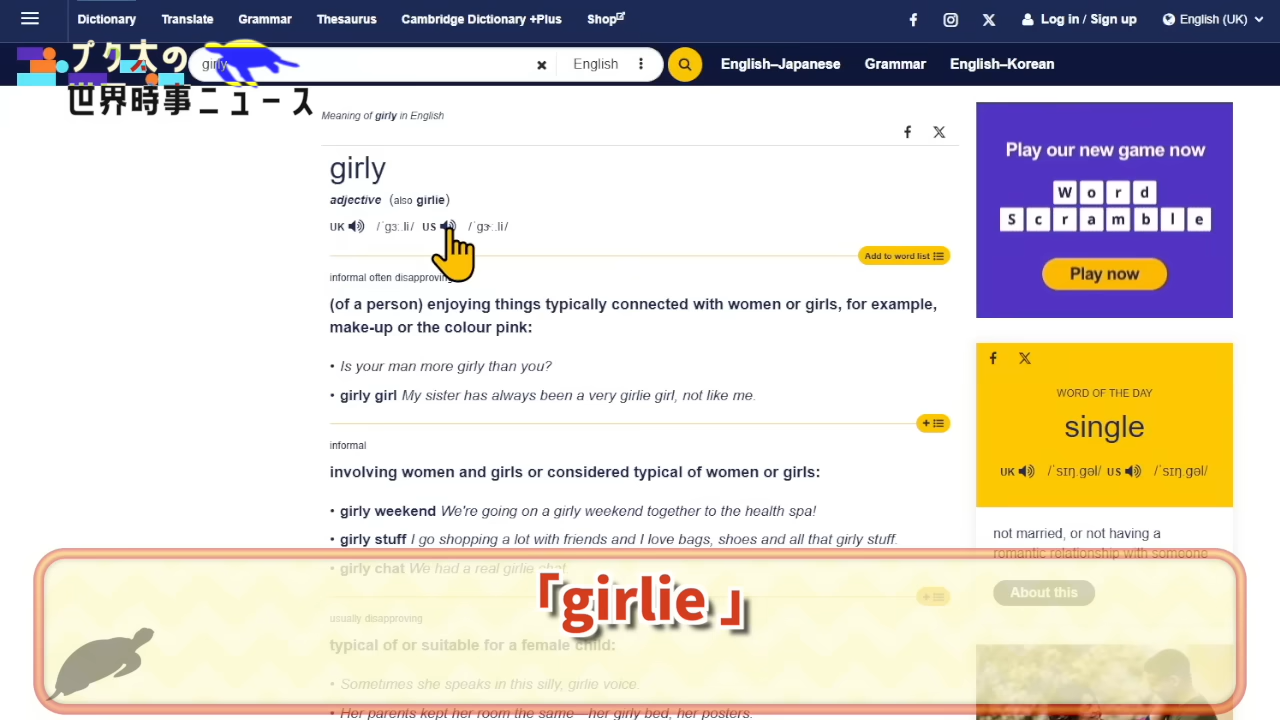 Dictionary Translate Grammar Thesaurus Cambridge Dictionary +Plus Shop Log in / Sign up English (UK)
プク太の
世界時事ニュース
girly English English–Japanese Grammar English–Korean
Meaning of girly in English
girly
adjective (also girlie)
UK /ˈɡɜː.li/ US /ˈɡɝː.li/
Add to word list
informal often disapproving
(of a person) enjoying things typically connected with women or girls, for example,
make-up or the colour pink:
• Is your man more girly than you?
• girly girl My sister has always been a very girlie girl, not like me.
informal
involving women and girls or considered typical of women or girls:
• girly weekend We're going on a girly weekend together to the health spa!
• girly stuff I go shopping a lot with friends and I love bags, shoes and all that girly stuff.
• girly chat We had a real girlie chat.
usually disapproving
typical of or suitable for a female child:
• Sometimes she speaks in this silly, girlie voice.
• Her parents kept her room the same—her girly bed, her posters.
「girlie」
Play our new game now
Word
Scramble
Play now
WORD OF THE DAY
single
UK /ˈsɪŋ.ɡəl/ US /ˈsɪŋ.ɡəl/
not married, or not having a
romantic relationship with someone
About this